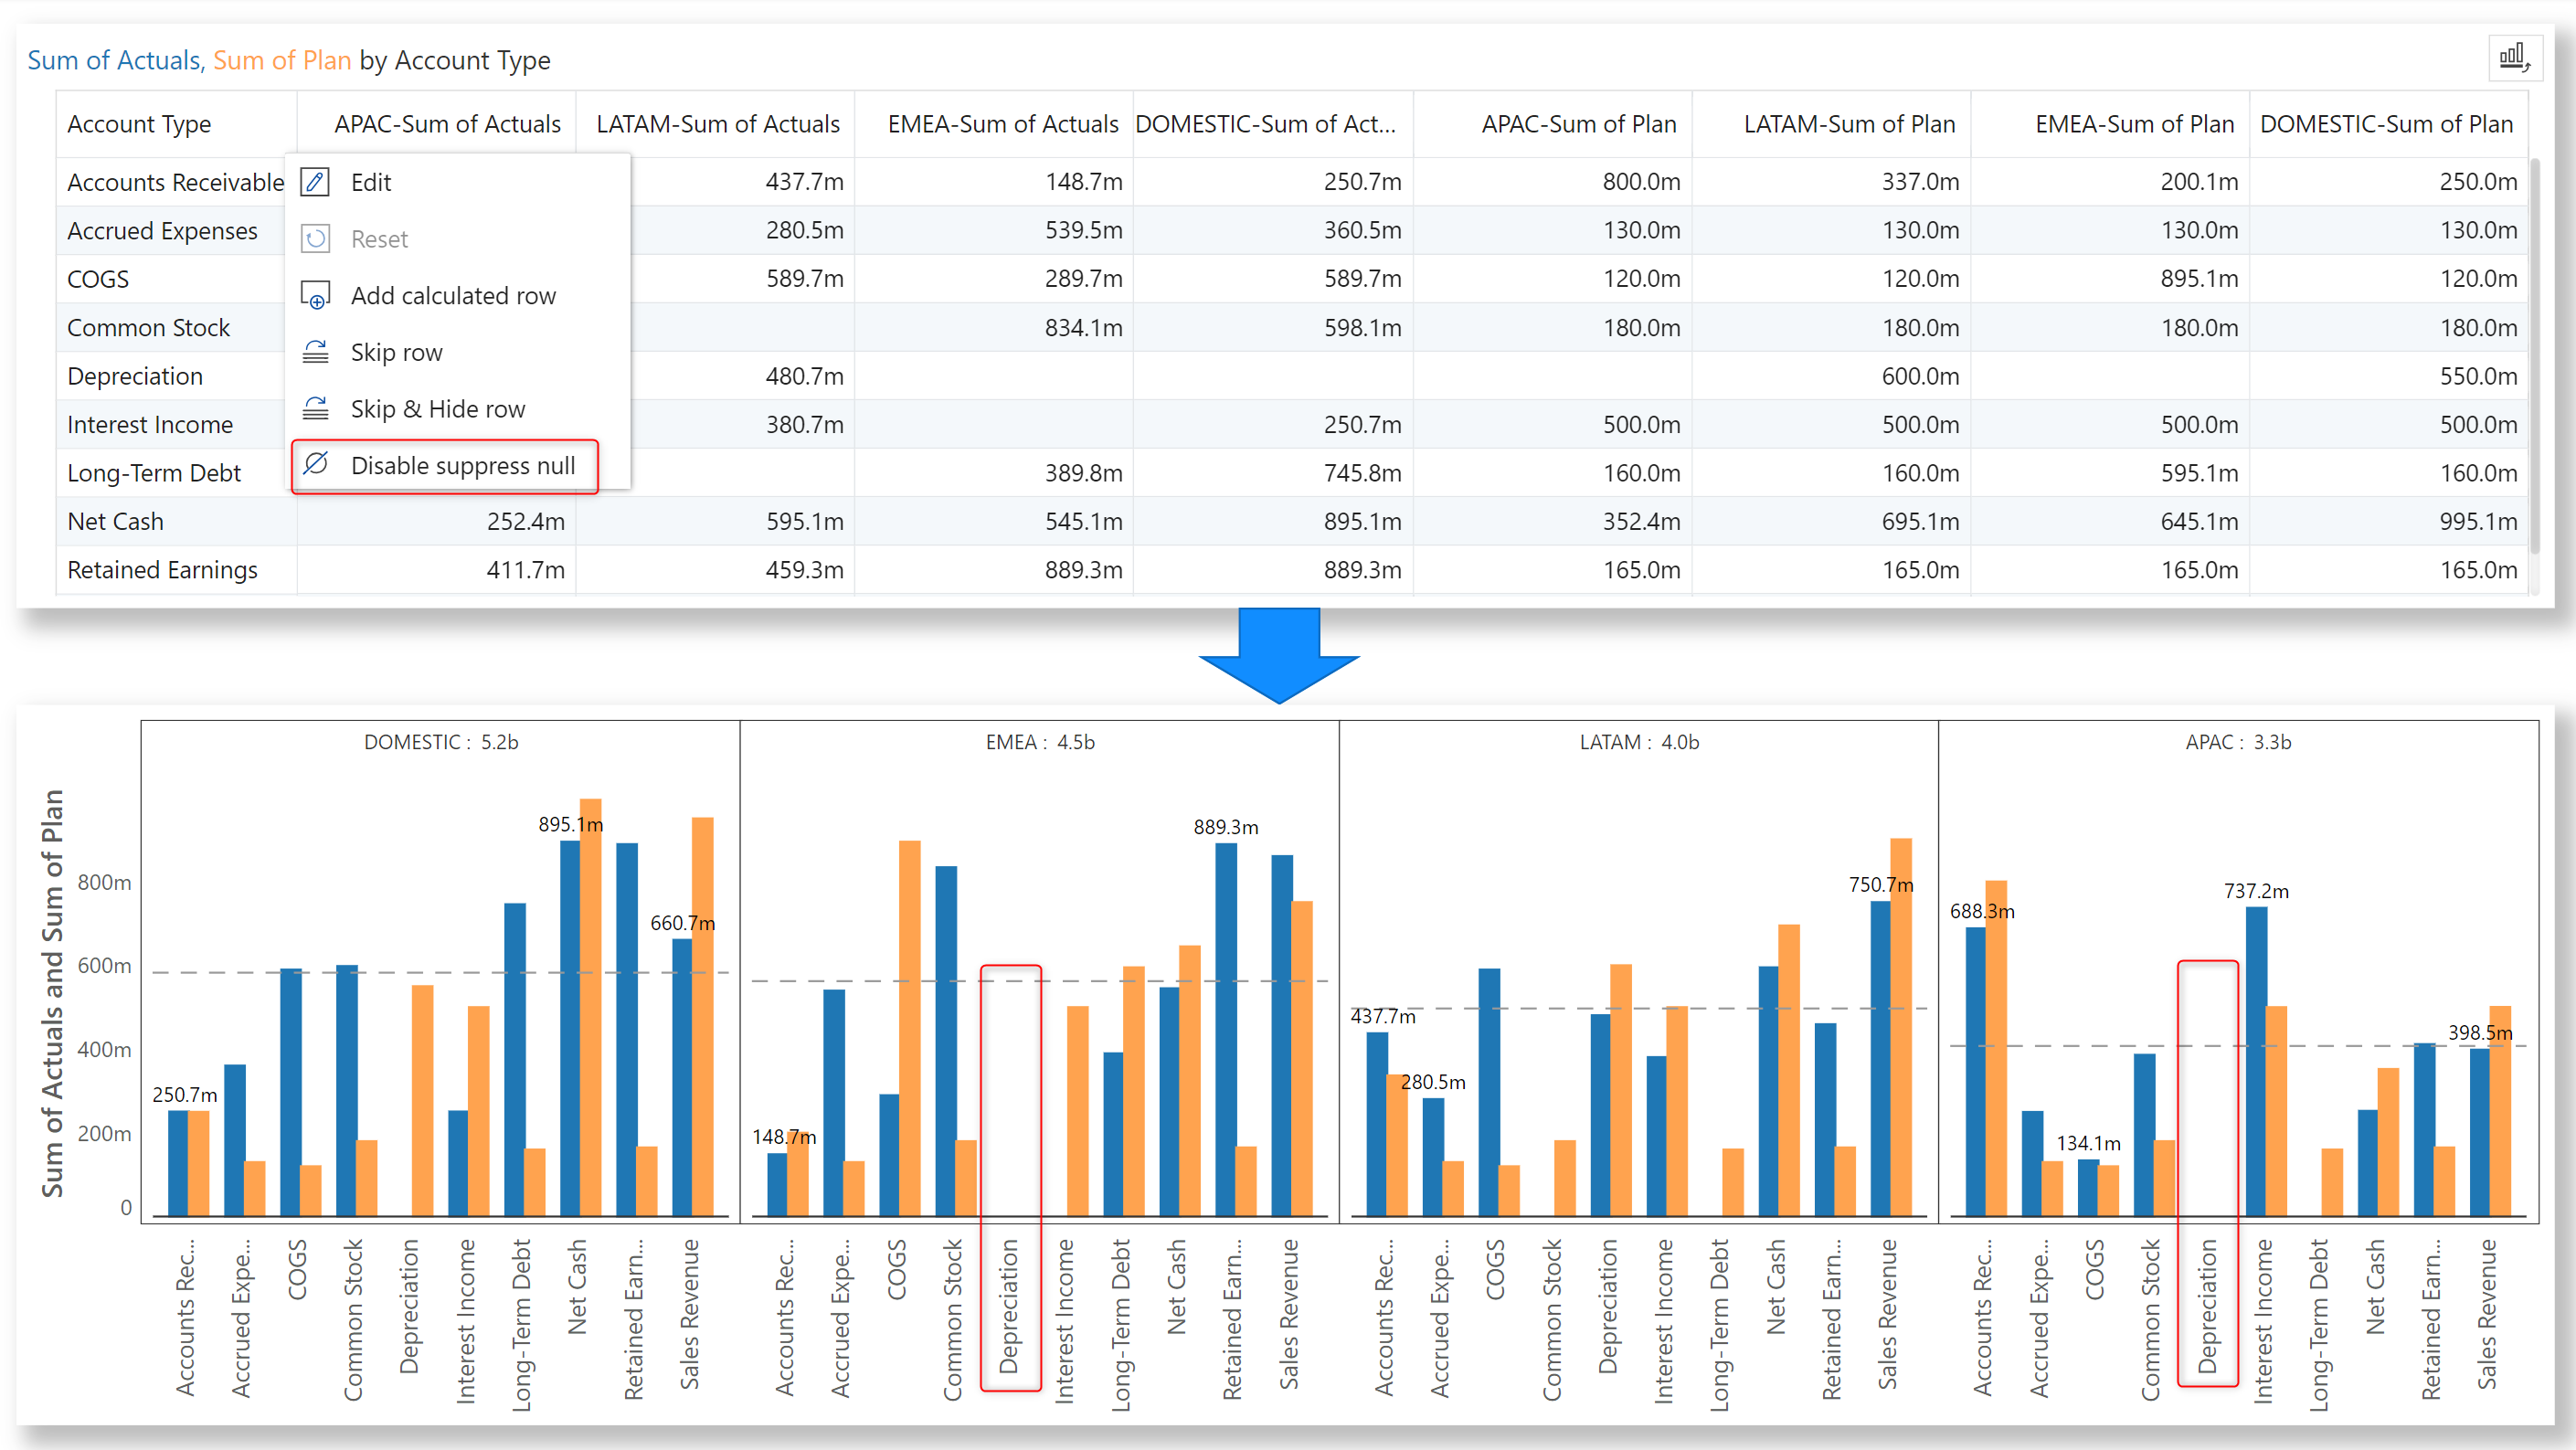 Sum of Actuals, Sum of Plan by Account Type
Account Type APAC-Sum of Actuals LATAM-Sum of Actuals EMEA-Sum of Actuals DOMESTIC-Sum of Act... APAC-Sum of Plan LATAM-Sum of Plan EMEA-Sum of Plan DOMESTIC-Sum of Plan
Accounts Receivable 437.7m 148.7m 250.7m 800.0m 337.0m 200.1m 250.0m
Accrued Expenses 280.5m 539.5m 360.5m 130.0m 130.0m 130.0m 130.0m
COGS 589.7m 289.7m 589.7m 120.0m 120.0m 895.1m 120.0m
Common Stock 834.1m 598.1m 180.0m 180.0m 180.0m 180.0m
Depreciation 480.7m 600.0m 550.0m
Interest Income 380.7m 250.7m 500.0m 500.0m 500.0m 500.0m
Long-Term Debt 389.8m 745.8m 160.0m 160.0m 595.1m 160.0m
Net Cash 252.4m 595.1m 545.1m 895.1m 352.4m 695.1m 645.1m 995.1m
Retained Earnings 411.7m 459.3m 889.3m 889.3m 165.0m 165.0m 165.0m 165.0m
Edit
Reset
Add calculated row
Skip row
Skip & Hide row
Disable suppress null
DOMESTIC : 5.2b EMEA : 4.5b LATAM : 4.0b APAC : 3.3b
Sum of Actuals and Sum of Plan
800m
600m
400m
200m
0
250.7m 895.1m 660.7m
148.7m 889.3m
437.7m 280.5m 750.7m
688.3m 134.1m 737.2m 398.5m
Accounts Rec... Accrued Expe... COGS Common Stock Depreciation Interest Income Long-Term Debt Net Cash Retained Earn... Sales Revenue
Accounts Rec... Accrued Expe... COGS Common Stock Depreciation Interest Income Long-Term Debt Net Cash Retained Earn... Sales Revenue
Accounts Rec... Accrued Expe... COGS Common Stock Depreciation Interest Income Long-Term Debt Net Cash Retained Earn... Sales Revenue
Accounts Rec... Accrued Expe... COGS Common Stock Depreciation Interest Income Long-Term Debt Net Cash Retained Earn... Sales Revenue